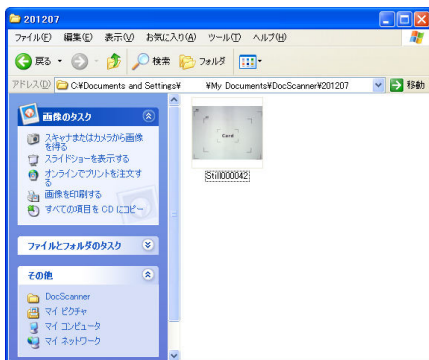 201207
ファイル(F) 編集(E) 表示(V) お気に入り(A) ツール(T) ヘルプ(H)
戻る 検索 フォルダ
アドレス(D) C:¥Documents and Settings¥ ¥My Documents¥DocScanner¥201207 移動
画像のタスク
スキャナまたはカメラから画像
を得る
スライドショーを表示する
オンラインでプリントを注文す
る
画像を印刷する
すべての項目を CD にコピー
ファイルとフォルダのタスク
その他
DocScanner
マイ ピクチャ
マイ コンピュータ
マイ ネットワーク
Card
Still000042